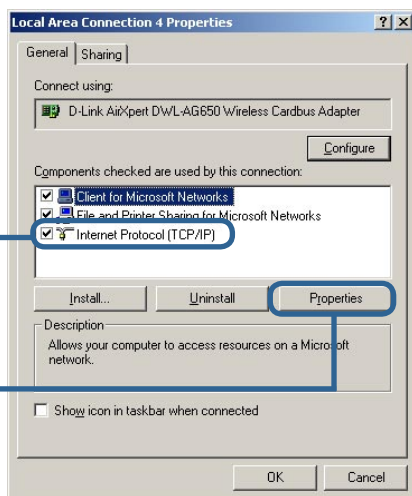 Local Area Connection 4 Properties
General Sharing
Connect using:
D-Link AirXpert DWL-AG650 Wireless Cardbus Adapter
Configure
Components checked are used by this connection:
Client for Microsoft Networks
File and Printer Sharing for Microsoft Networks
Internet Protocol (TCP/IP)
Install... Uninstall Properties
Description
Allows your computer to access resources on a Microsoft
network.
Show icon in taskbar when connected
OK Cancel